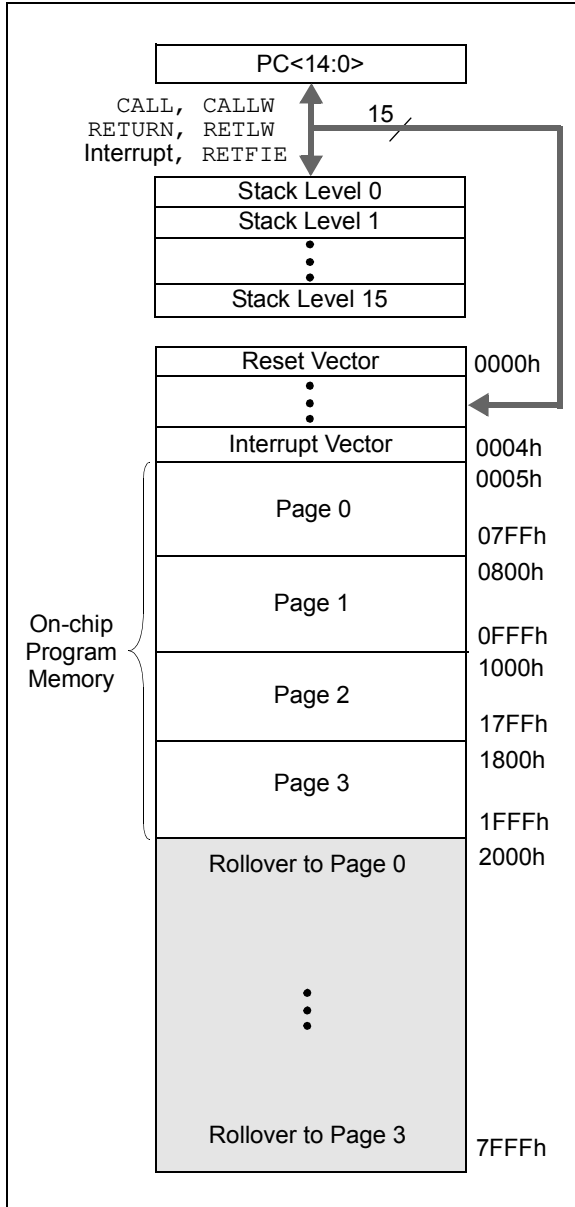 PC<14:0>
CALL, CALLW
RETURN, RETLW
Interrupt, RETFIE
15
Stack Level 0
Stack Level 1
Stack Level 15
Reset Vector
0000h
Interrupt Vector
0004h
0005h
Page 0
07FFh
0800h
Page 1
0FFFh
On-chip
Program
Memory
1000h
Page 2
17FFh
1800h
Page 3
1FFFh
Rollover to Page 0
2000h
Rollover to Page 3
7FFFh